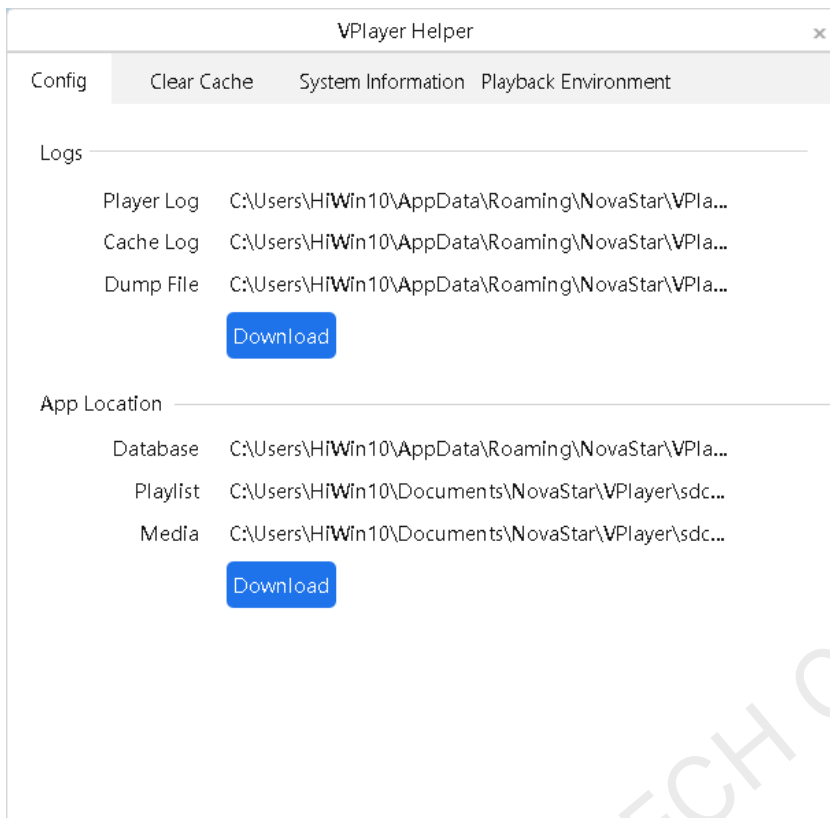 VPlayer Helper
×
Config Clear Cache System Information Playback Environment
Logs
Player Log C:\Users\HiWin10\AppData\Roaming\NovaStar\VPla...
Cache Log C:\Users\HiWin10\AppData\Roaming\NovaStar\VPla...
Dump File C:\Users\HiWin10\AppData\Roaming\NovaStar\VPla...
Download
App Location
Database C:\Users\HiWin10\AppData\Roaming\NovaStar\VPla...
Playlist C:\Users\HiWin10\Documents\NovaStar\VPlayer\sdc...
Media C:\Users\HiWin10\Documents\NovaStar\VPlayer\sdc...
Download